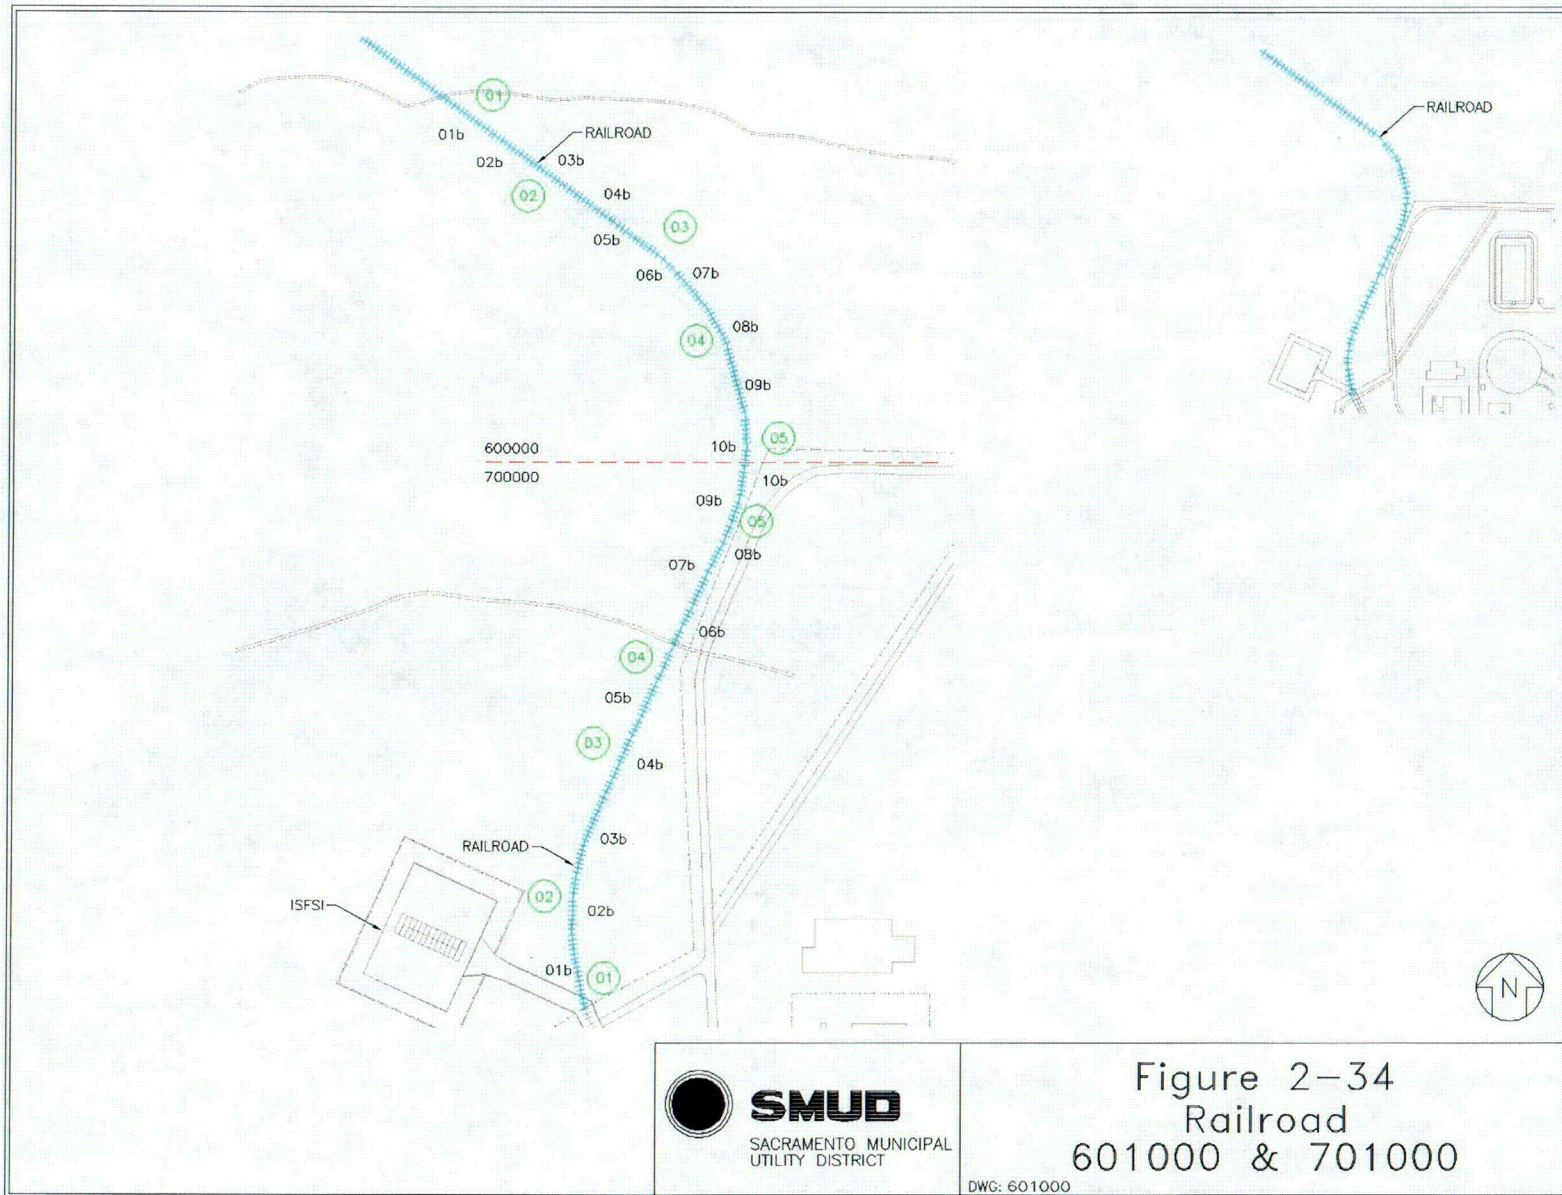 01
RAILROAD
01b
02b
03b
02
04b
03
05b
06b
07b
08b
04
09b
10b
05
600000
700000
10b
09b
05
08b
07b
06b
04
05b
03
04b
RAILROAD
03b
02
ISFSI
02b
01b
01
RAILROAD
N
SMUD
SACRAMENTO MUNICIPAL
UTILITY DISTRICT
Figure 2-34
Railroad
601000 & 701000
DWG: 601000